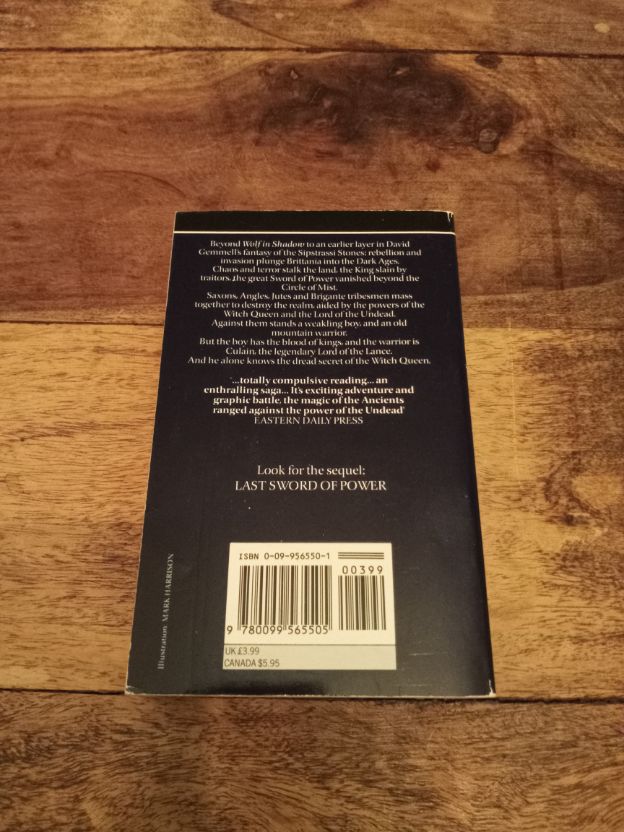 Beyond Wolf in Shadow to an earlier layer in David
Gemmell's fantasy of the Sipstrassi Stones: rebellion and
invasion plunge Brittania into the Dark Ages.
Chaos and terror stalk the land, the King slain by
traitors, the great Sword of Power vanished beyond the
Circle of Mist.
Saxons, Angles, Jutes and Brigante tribesmen mass
together to destroy the realm, aided by the powers of the
Witch Queen and the Lord of the Undead.
Against them stands a weakling boy, and an old
mountain warrior.
But the boy has the blood of kings, and the warrior is
Culain, the legendary Lord of the Lance.
And he alone knows the dread secret of the Witch Queen.
'...totally compulsive reading... an
enthralling saga... It's exciting adventure and
graphic battle, the magic of the Ancients
ranged against the power of the Undead'
EASTERN DAILY PRESS
Look for the sequel:
LAST SWORD OF POWER
Illustration MARK HARRISON
ISBN 0-09-956550-1
00399
9 780099 565505
UK £3.99
CANADA $5.95